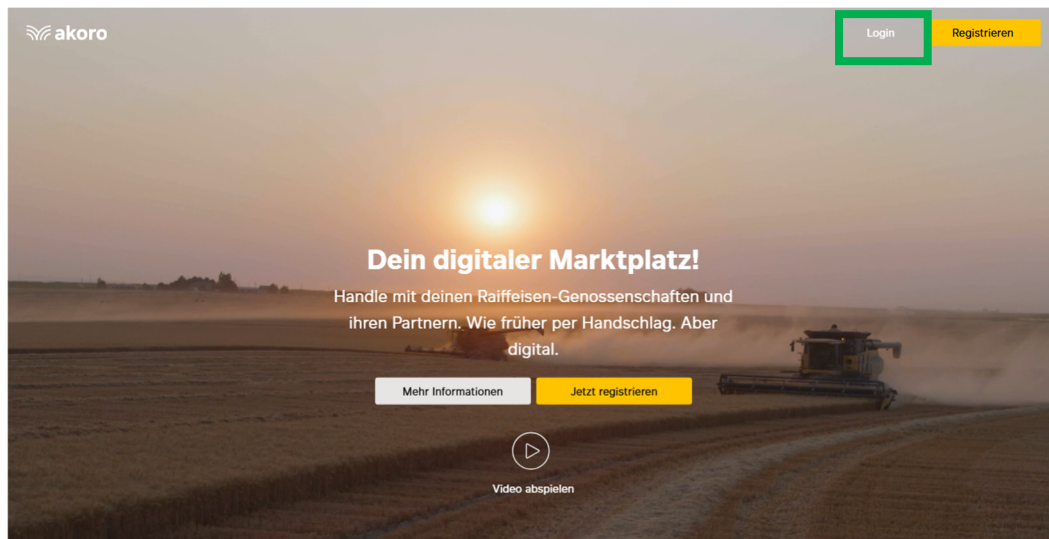 akoro
Login
Registrieren
Dein digitaler Marktplatz!
Handle mit deinen Raiffeisen-Genossenschaften und
ihren Partnern. Wie früher per Handschlag. Aber
digital.
Mehr Informationen
Jetzt registrieren
Video abspielen